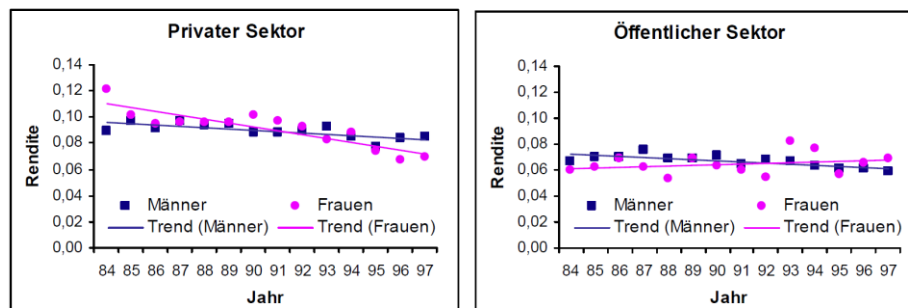 Privater Sektor
0,14
0,12
0,10
0,08
0,06
0,04
0,02
0,00
Rendite
Männer
Frauen
Trend (Männer)
Trend (Frauen)
84 85 86 87 88 89 90 91 92 93 94 95 96 97
Jahr
Öffentlicher Sektor
0,14
0,12
0,10
0,08
0,06
0,04
0,02
0,00
Rendite
Männer
Frauen
Trend (Männer)
Trend (Frauen)
84 85 86 87 88 89 90 91 92 93 94 95 96 97
Jahr